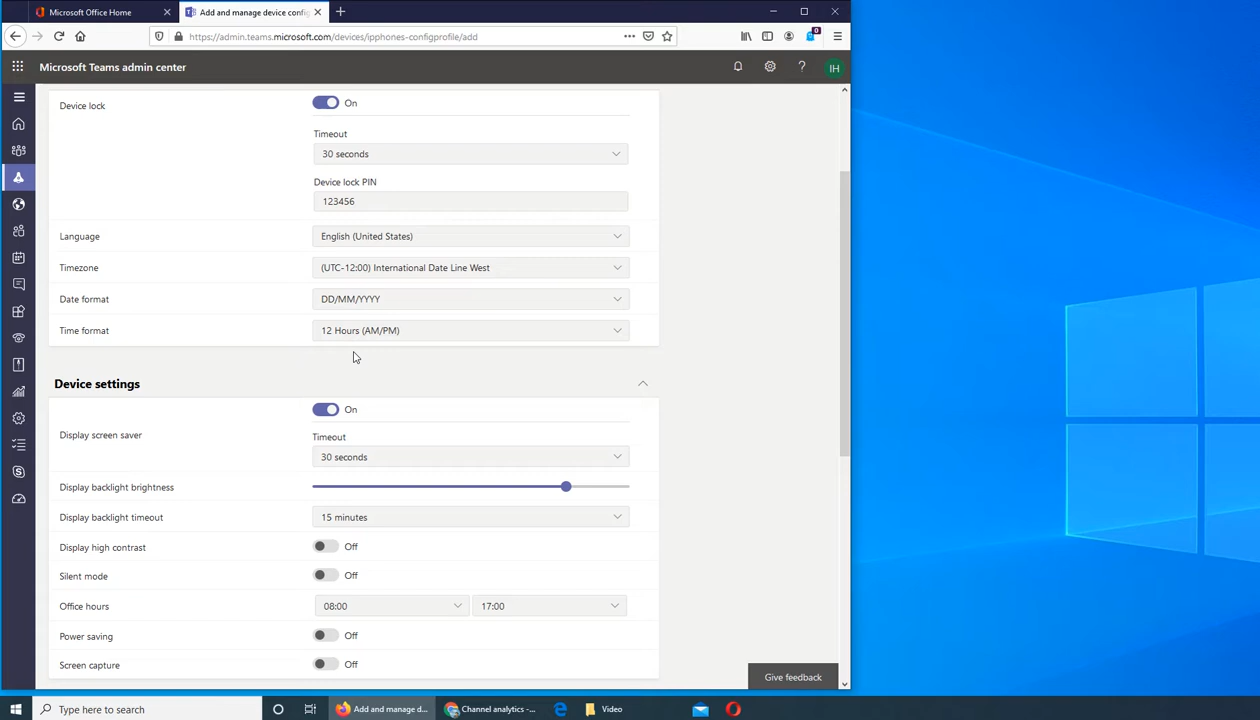 Microsoft Office Home
Add and manage device config
https://admin.teams.microsoft.com/devices/ipphones-configprofile/add
0
Microsoft Teams admin center
IH
Device lock
On
Timeout
30 seconds
Device lock PIN
123456
Language
English (United States)
Timezone
(UTC-12:00) International Date Line West
Date format
DD/MM/YYYY
Time format
12 Hours (AM/PM)
Device settings
On
Display screen saver
Timeout
30 seconds
Display backlight brightness
Display backlight timeout
15 minutes
Display high contrast
Off
Silent mode
Off
Office hours
08:00
17:00
Power saving
Off
Screen capture
Off
Give feedback
Type here to search
Add and manage d...
Channel analytics -...
Video